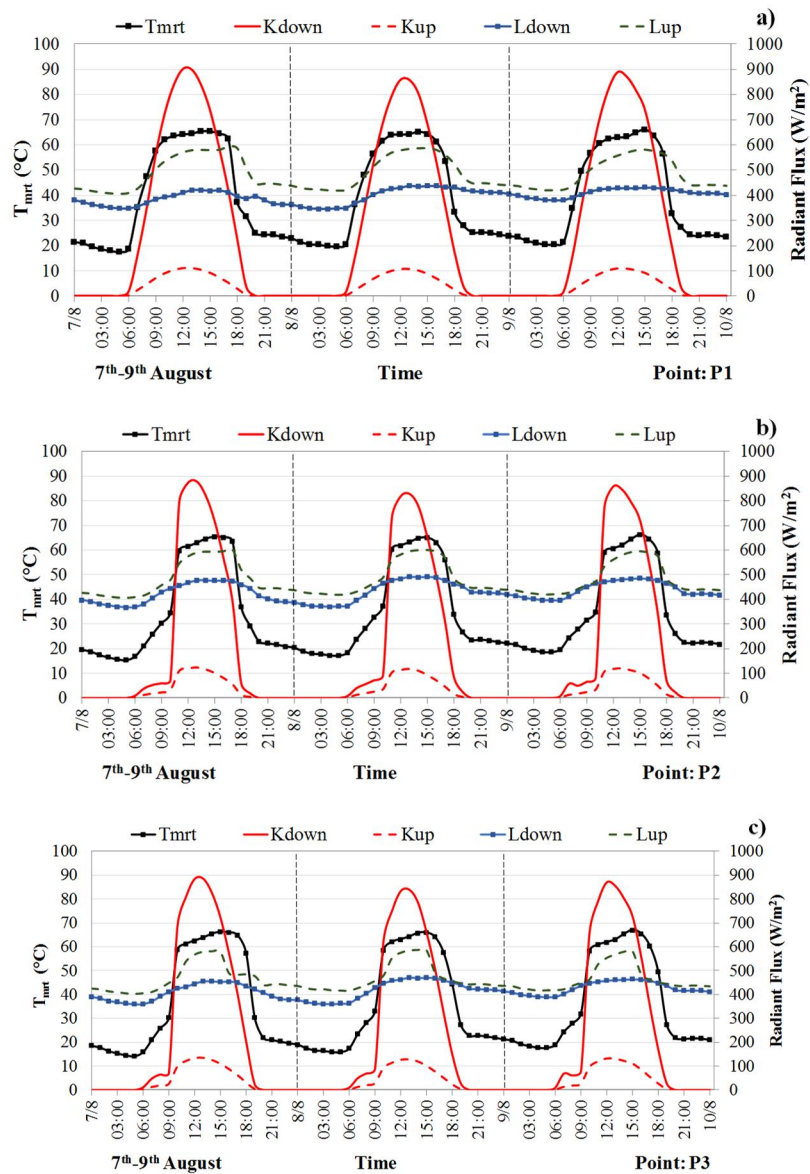 a)
Tmrt Kdown Kup Ldown Lup
100 1000
90 900
80 800
70 700
60 600
50 500
40 400
30 300
20 200
10 100
0 0
Tmrt (°C)
Radiant Flux (W/m²)
7/8 03:00 06:00 09:00 12:00 15:00 18:00 21:00 8/8 03:00 06:00 09:00 12:00 15:00 18:00 21:00 9/8 03:00 06:00 09:00 12:00 15:00 18:00 21:00 10/8
7th-9th August Time Point: P1
b)
Tmrt Kdown Kup Ldown Lup
100 1000
90 900
80 800
70 700
60 600
50 500
40 400
30 300
20 200
10 100
0 0
Tmrt (°C)
Radiant Flux (W/m²)
7/8 03:00 06:00 09:00 12:00 15:00 18:00 21:00 8/8 03:00 06:00 09:00 12:00 15:00 18:00 21:00 9/8 03:00 06:00 09:00 12:00 15:00 18:00 21:00 10/8
7th-9th August Time Point: P2
c)
Tmrt Kdown Kup Ldown Lup
100 1000
90 900
80 800
70 700
60 600
50 500
40 400
30 300
20 200
10 100
0 0
Tmrt (°C)
Radiant Flux (W/m²)
7/8 03:00 06:00 09:00 12:00 15:00 18:00 21:00 8/8 03:00 06:00 09:00 12:00 15:00 18:00 21:00 9/8 03:00 06:00 09:00 12:00 15:00 18:00 21:00 10/8
7th-9th August Time Point: P3